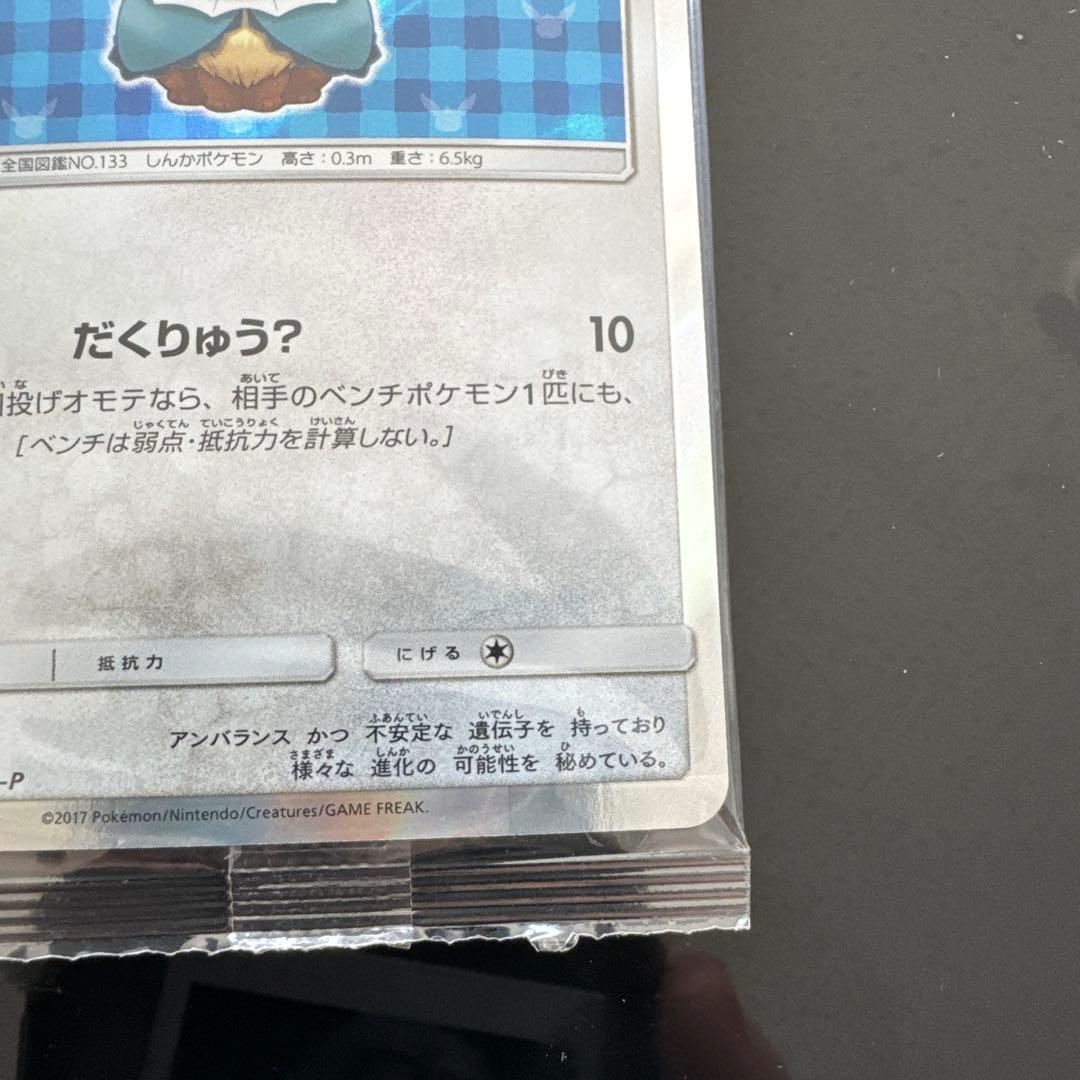 全国図鑑NO.133 しんかポケモン 高さ:0.3m 重さ:6.5kg
だくりゅう? 10
投げオモテなら、相手のベンチポケモン1匹にも、
[ベンチは弱点・抵抗力を計算しない。]
抵抗力 にげる
アンバランス かつ 不安定な 遺伝子を 持っており
様々な 進化の 可能性を 秘めている。
-P
©2017 Pokémon/Nintendo/Creatures/GAME FREAK.